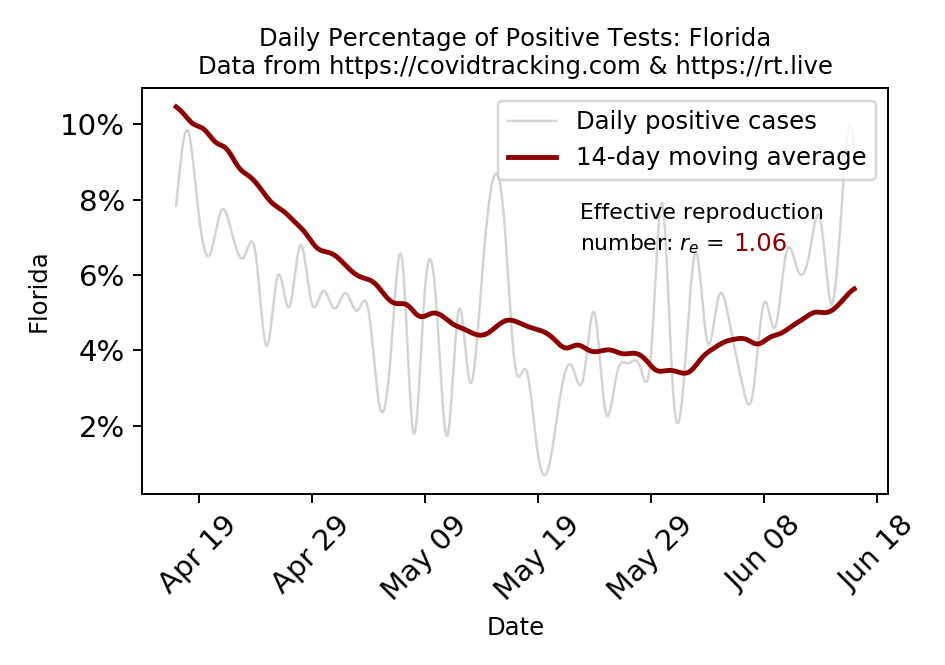 Daily Percentage of Positive Tests: Florida
Data from https://covidtracking.com & https://rt.live
Daily positive cases
14-day moving average
Effective reproduction
number: rₑ = 1.06
10%
8%
6%
4%
2%
Florida
Apr 19
Apr 29
May 09
May 19
May 29
Jun 08
Jun 18
Date